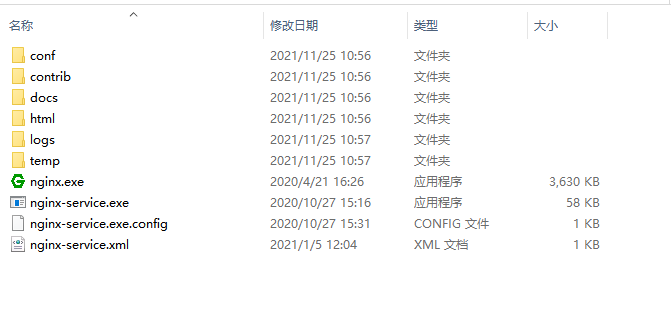 名称 修改日期 类型 大小
conf 2021/11/25 10:56 文件夹
contrib 2021/11/25 10:56 文件夹
docs 2021/11/25 10:56 文件夹
html 2021/11/25 10:56 文件夹
logs 2021/11/25 10:57 文件夹
temp 2021/11/25 10:57 文件夹
nginx.exe 2020/4/21 16:26 应用程序 3,630 KB
nginx-service.exe 2020/10/27 15:16 应用程序 58 KB
nginx-service.exe.config 2020/10/27 15:31 CONFIG 文件 1 KB
nginx-service.xml 2021/1/5 12:04 XML 文档 1 KB